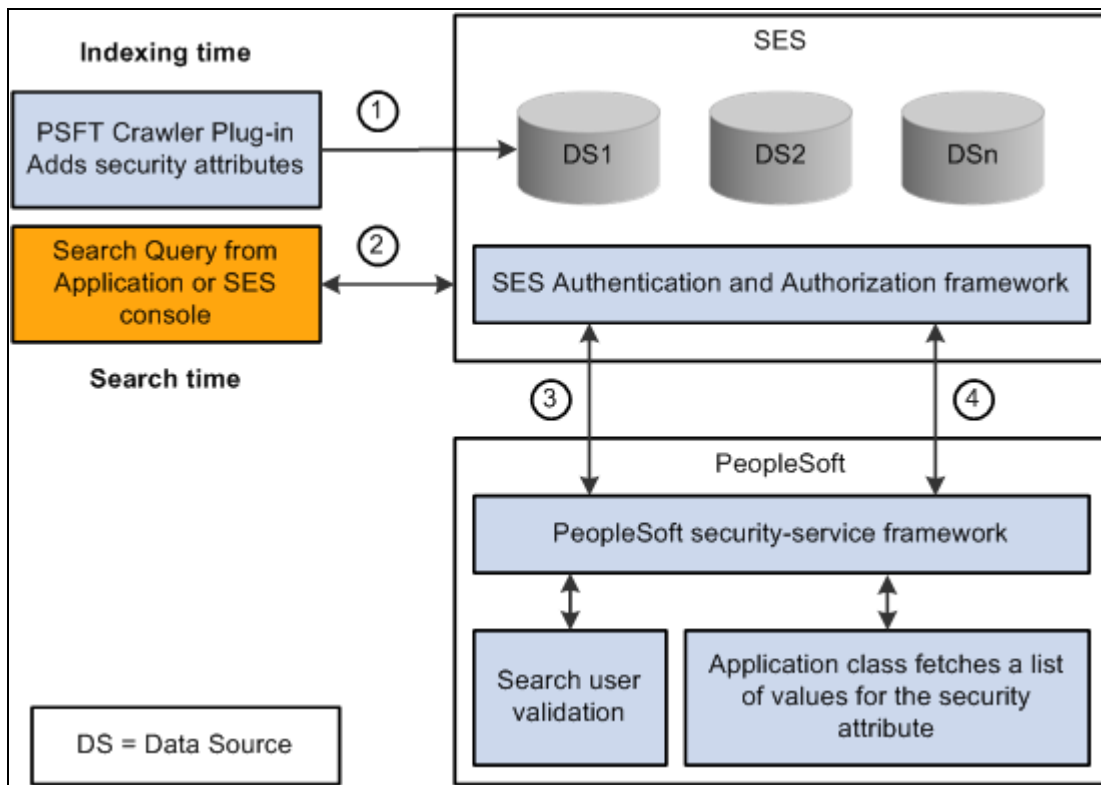 Indexing time
SES
PSFT Crawler Plug-in
Adds security attributes
1
DS1
DS2
DSn
Search Query from
Application or SES
console
2
SES Authentication and Authorization framework
Search time
3
4
PeopleSoft
PeopleSoft security-service framework
Search user
validation
Application class fetches a list
of values for the security
attribute
DS = Data Source